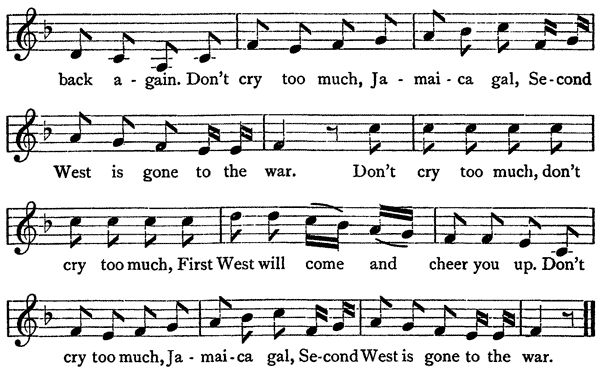 back a - gain. Don't cry too much, Ja - mai - ca gal, Se - cond
West is gone to the war. Don't cry too much, don't
cry too much, First West will come and cheer you up. Don't
cry too much, Ja - mai - ca gal, Se - cond West is gone to the war.